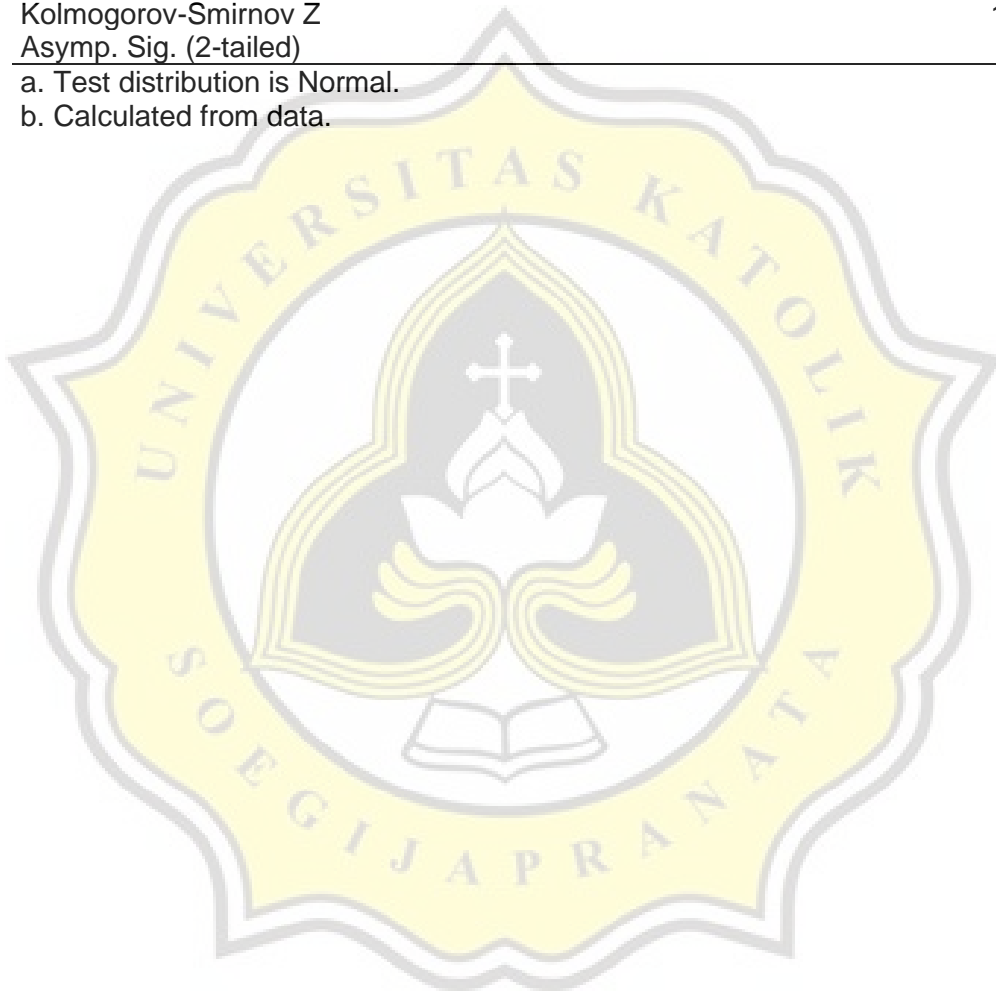 Kolmogorov-Smirnov Z
Asymp. Sig. (2-tailed)
a. Test distribution is Normal.
b. Calculated from data.
UNIVERSITAS KATOLIK
SOEGIJAPRANATA